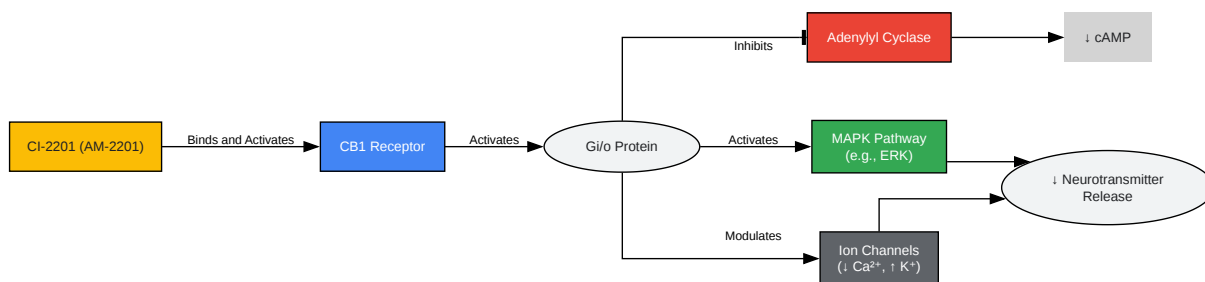 Inhibits
Adenylyl Cyclase
↓ cAMP
CI-2201 (AM-2201)
Binds and Activates
CB1 Receptor
Activates
Gi/o Protein
Activates
MAPK Pathway
(e.g., ERK)
↓ Neurotransmitter
Release
Modulates
Ion Channels
(↓ Ca²⁺, ↑ K⁺)